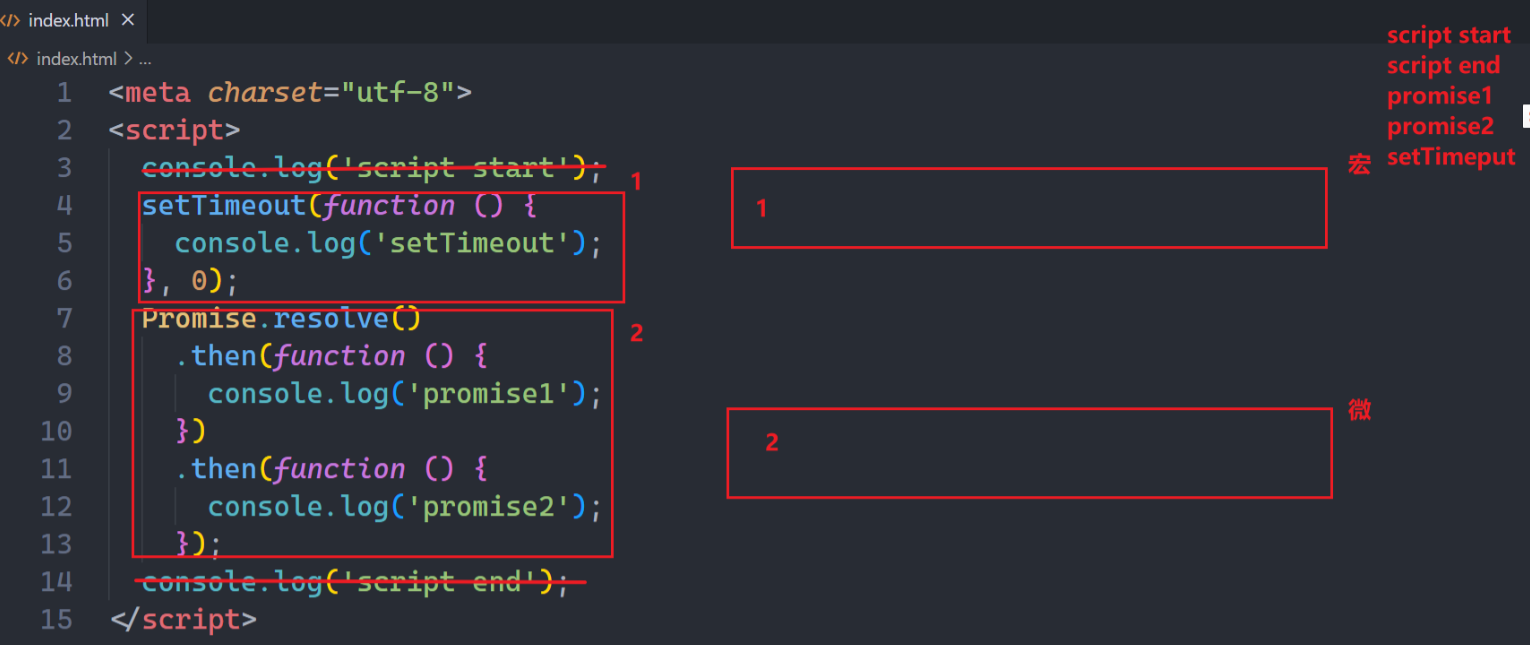 index.html
index.html > ...
script start
script end
promise1
promise2
setTimeput
1 <meta charset="utf-8">
2 <script>
3 console.log('script start');
4 setTimeout(function () {
5 console.log('setTimeout');
6 }, 0);
7 Promise.resolve()
8 .then(function () {
9 console.log('promise1');
10 })
11 .then(function () {
12 console.log('promise2');
13 });
14 console.log('script end');
15 </script>
1
2
宏
1
微
2